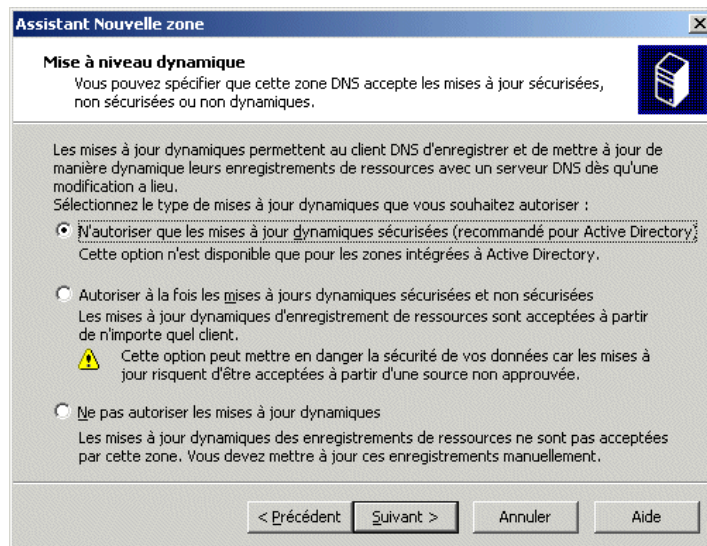 Assistant Nouvelle zone
Mise à niveau dynamique
Vous pouvez spécifier que cette zone DNS accepte les mises à jour sécurisées,
non sécurisées ou non dynamiques.
Les mises à jour dynamiques permettent au client DNS d'enregistrer et de mettre à jour de
manière dynamique leurs enregistrements de ressources avec un serveur DNS dès qu'une
modification a lieu.
Sélectionnez le type de mises à jour dynamiques que vous souhaitez autoriser :
N'autoriser que les mises à jour dynamiques sécurisées (recommandé pour Active Directory)
Cette option n'est disponible que pour les zones intégrées à Active Directory.
Autoriser à la fois les mises à jours dynamiques sécurisées et non sécurisées
Les mises à jour dynamiques d'enregistrement de ressources sont acceptées à partir
de n'importe quel client.
Cette option peut mettre en danger la sécurité de vos données car les mises à
jour risquent d'être acceptées à partir d'une source non approuvée.
Ne pas autoriser les mises à jour dynamiques
Les mises à jour dynamiques des enregistrements de ressources ne sont pas acceptées
par cette zone. Vous devez mettre à jour ces enregistrements manuellement.
< Précédent Suivant > Annuler Aide